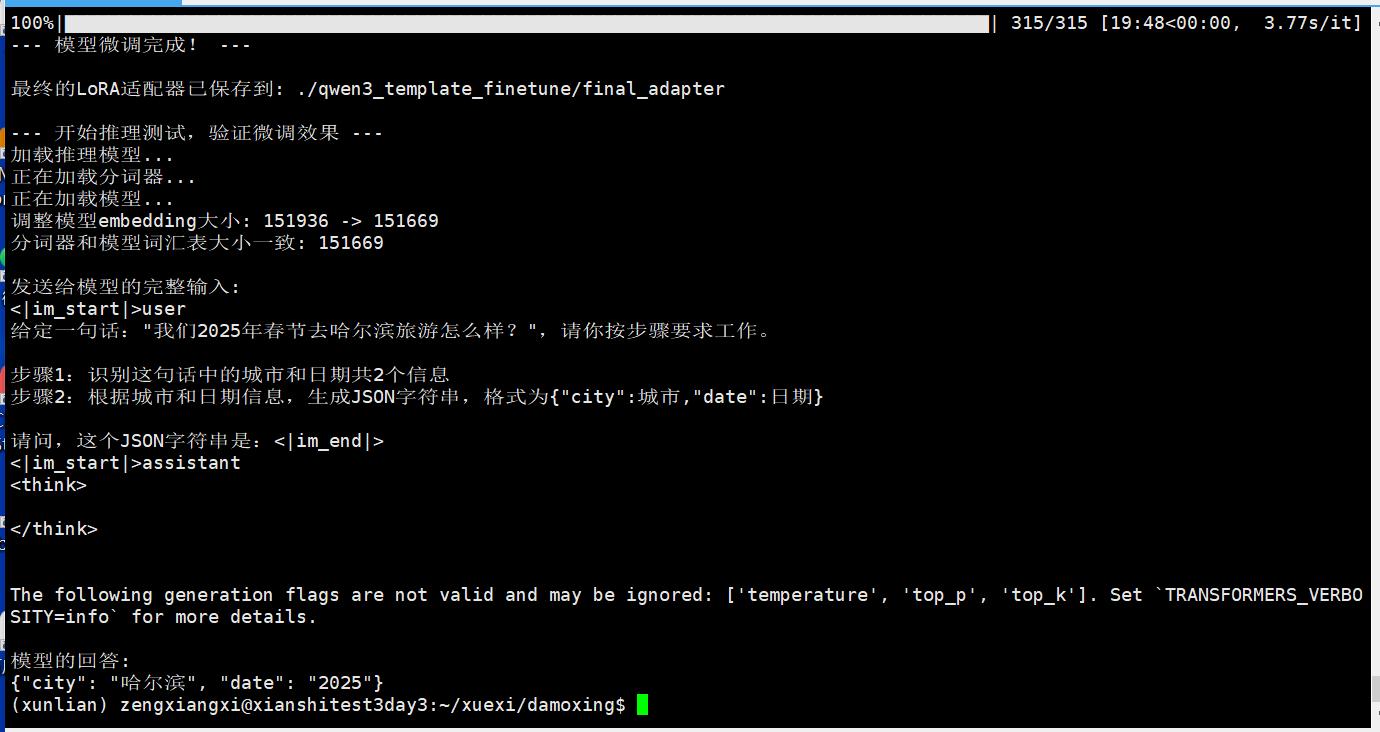 100%| 315/315 [19:48<00:00, 3.77s/it]
--- 模型微调完成! ---
最终的LoRA适配器已保存到: ./qwen3_template_finetune/final_adapter
--- 开始推理测试，验证微调效果 ---
加载推理模型...
正在加载分词器...
正在加载模型...
调整模型embedding大小: 151936 -> 151669
分词器和模型词汇表大小一致: 151669
发送给模型的完整输入:
<|im_start|>user
给定一句话："我们2025年春节去哈尔滨旅游怎么样？"，请你按步骤要求工作。
步骤1：识别这句话中的城市和日期共2个信息
步骤2：根据城市和日期信息，生成JSON字符串，格式为{"city":城市,"date":日期}
请问，这个JSON字符串是：<|im_end|>
<|im_start|>assistant
<think>
</think>
The following generation flags are not valid and may be ignored: ['temperature', 'top_p', 'top_k']. Set `TRANSFORMERS_VERBO
SITY=info` for more details.
模型的回答:
{"city": "哈尔滨", "date": "2025"}
(xunlian) zengxiangxi@xianshitest3day3:~/xuexi/damoxing$